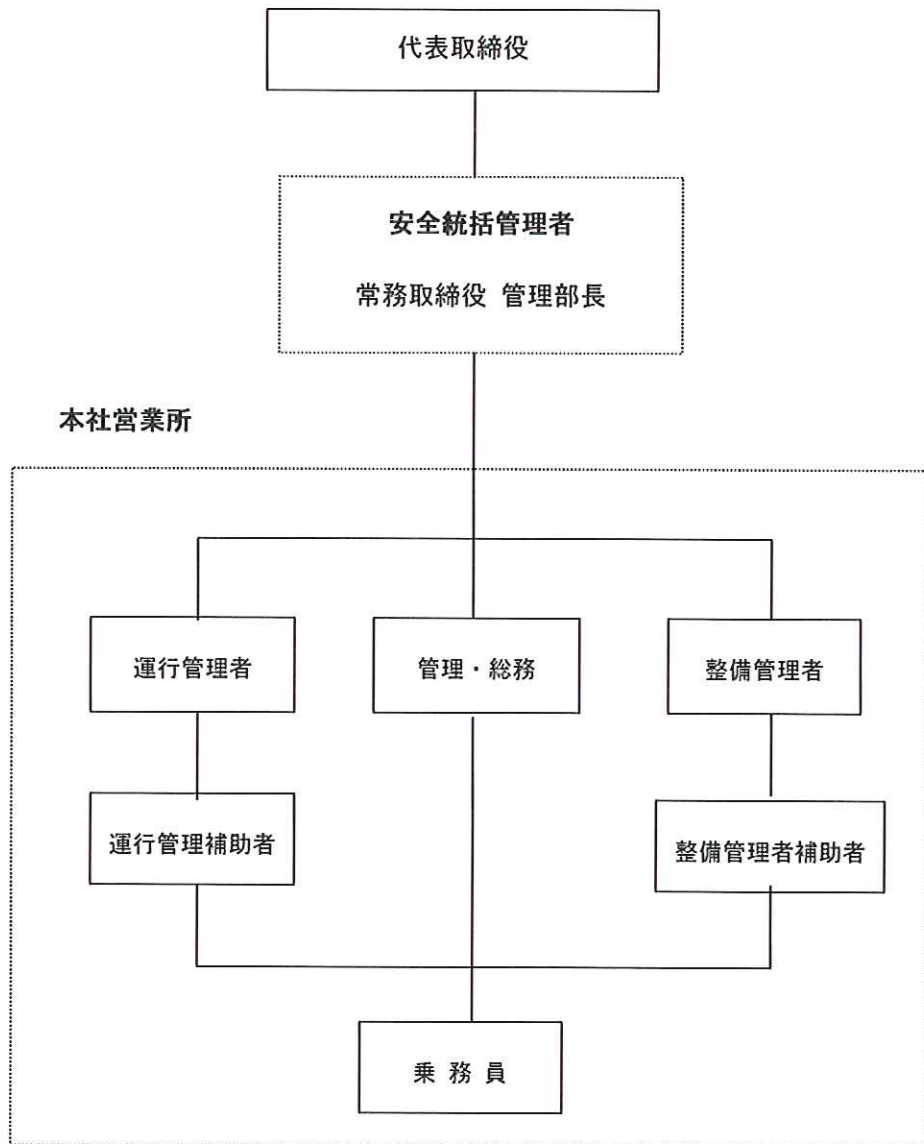 代表取締役
安全統括管理者
常務取締役 管理部長
本社営業所
運行管理者
管理・総務
整備管理者
運行管理補助者
整備管理者補助者
乗 務 員